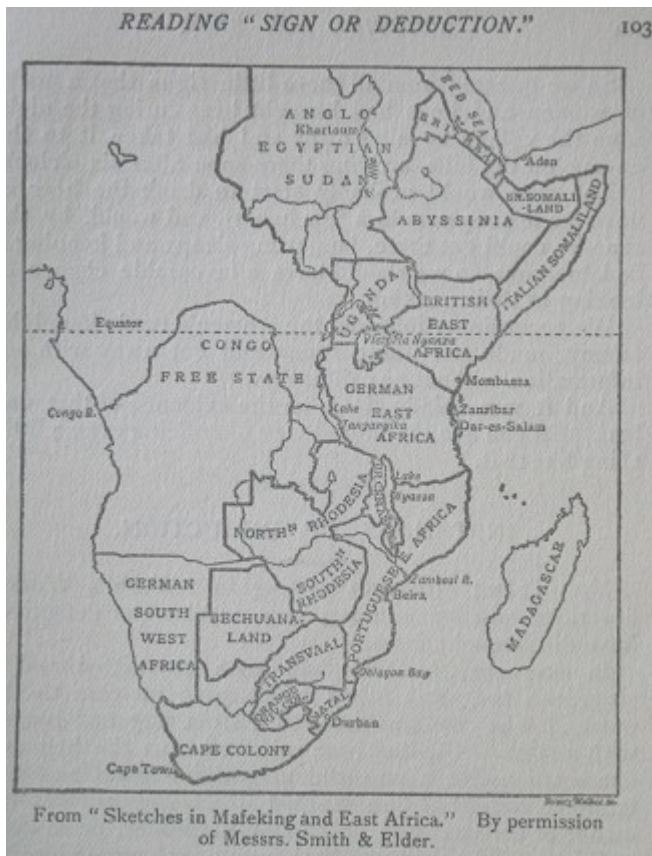 READING "SIGN OR DEDUCTION."
103
RED SEA
ANGLO
Khartoum
EGYPTIAN
SUDAN
Aden
BR. SOMALI
-LAND
ABYSSINIA
ITALIAN SOMALILAND
UGANDA
BRITISH
EAST
AFRICA
Equator
Victoria Nyanza
CONGO
FREE STATE
Mombassa
GERMAN
EAST
AFRICA
Congo R.
Lake
Tanganyika
Zanzibar
Dar-es-Salam
Lake
Nyassa
NORTHN RHODESIA
PORTUGUESE E. AFRICA
SOUTHN
RHODESIA
Zambesi R.
Beira
MADAGASCAR
GERMAN
SOUTH
WEST
AFRICA
BECHUANA-
LAND
TRANSVAAL
Delagoa Bay
NATAL
Durban
CAPE COLONY
Cape Town
From "Sketches in Mafeking and East Africa." By permission
of Messrs. Smith & Elder.